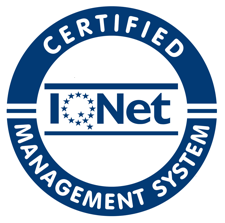 CERTIFIED
IQNet
MANAGEMENT SYSTEM